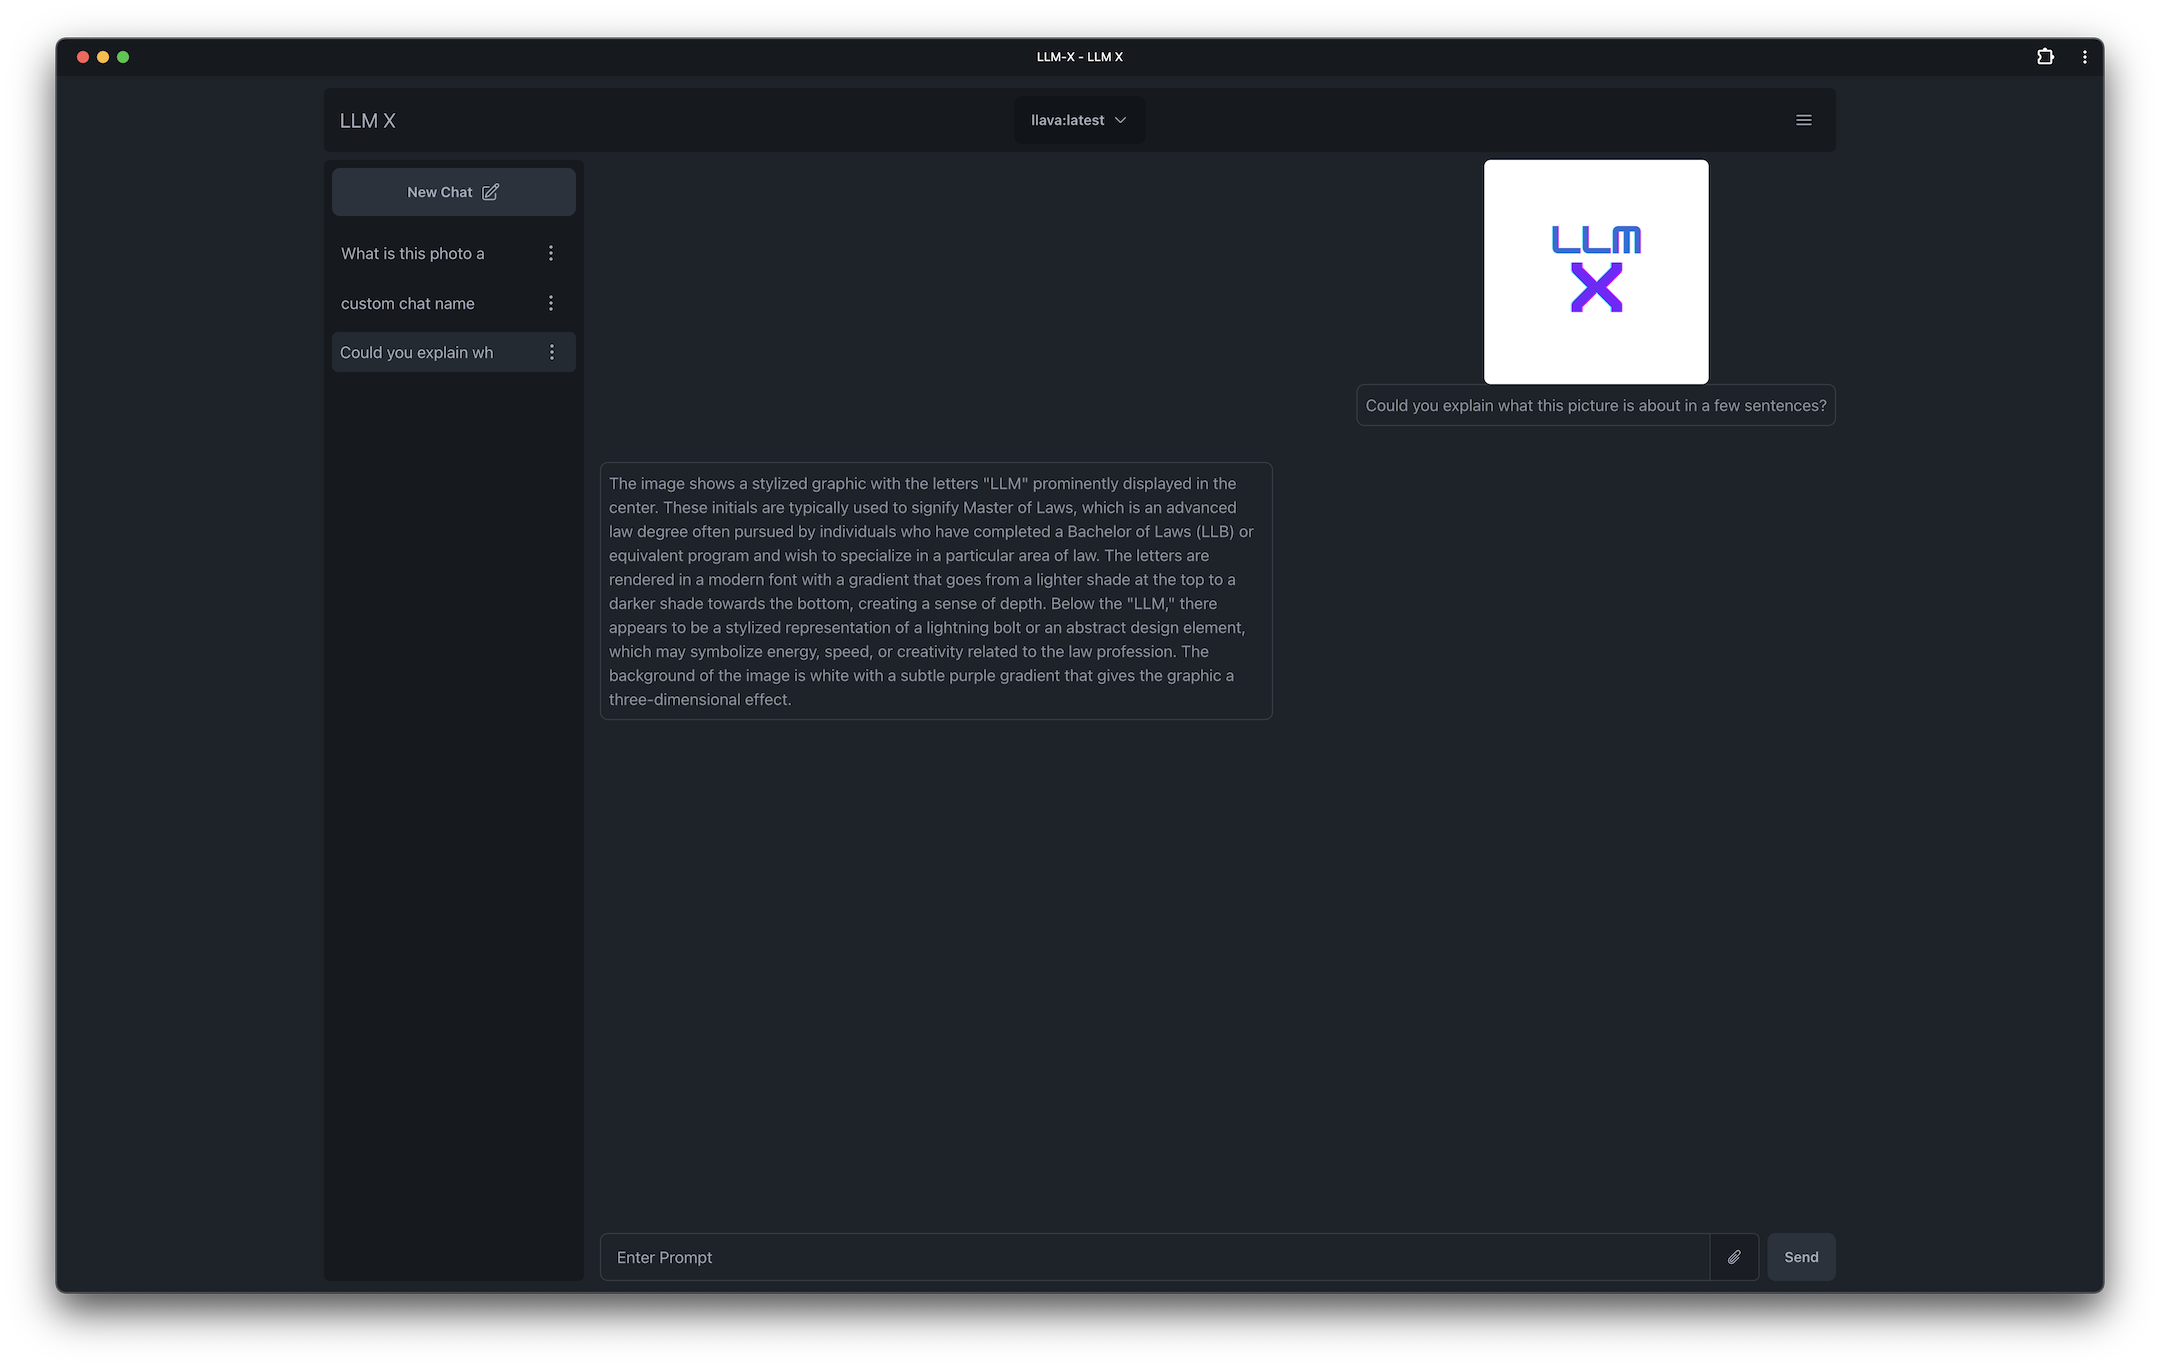 LLM-X - LLM X
LLM X
llava:latest
New Chat
What is this photo a
custom chat name
Could you explain wh
LLM
X
Could you explain what this picture is about in a few sentences?
The image shows a stylized graphic with the letters "LLM" prominently displayed in the
center. These initials are typically used to signify Master of Laws, which is an advanced
law degree often pursued by individuals who have completed a Bachelor of Laws (LLB) or
equivalent program and wish to specialize in a particular area of law. The letters are
rendered in a modern font with a gradient that goes from a lighter shade at the top to a
darker shade towards the bottom, creating a sense of depth. Below the "LLM," there
appears to be a stylized representation of a lightning bolt or an abstract design element,
which may symbolize energy, speed, or creativity related to the law profession. The
background of the image is white with a subtle purple gradient that gives the graphic a
three-dimensional effect.
Enter Prompt
Send